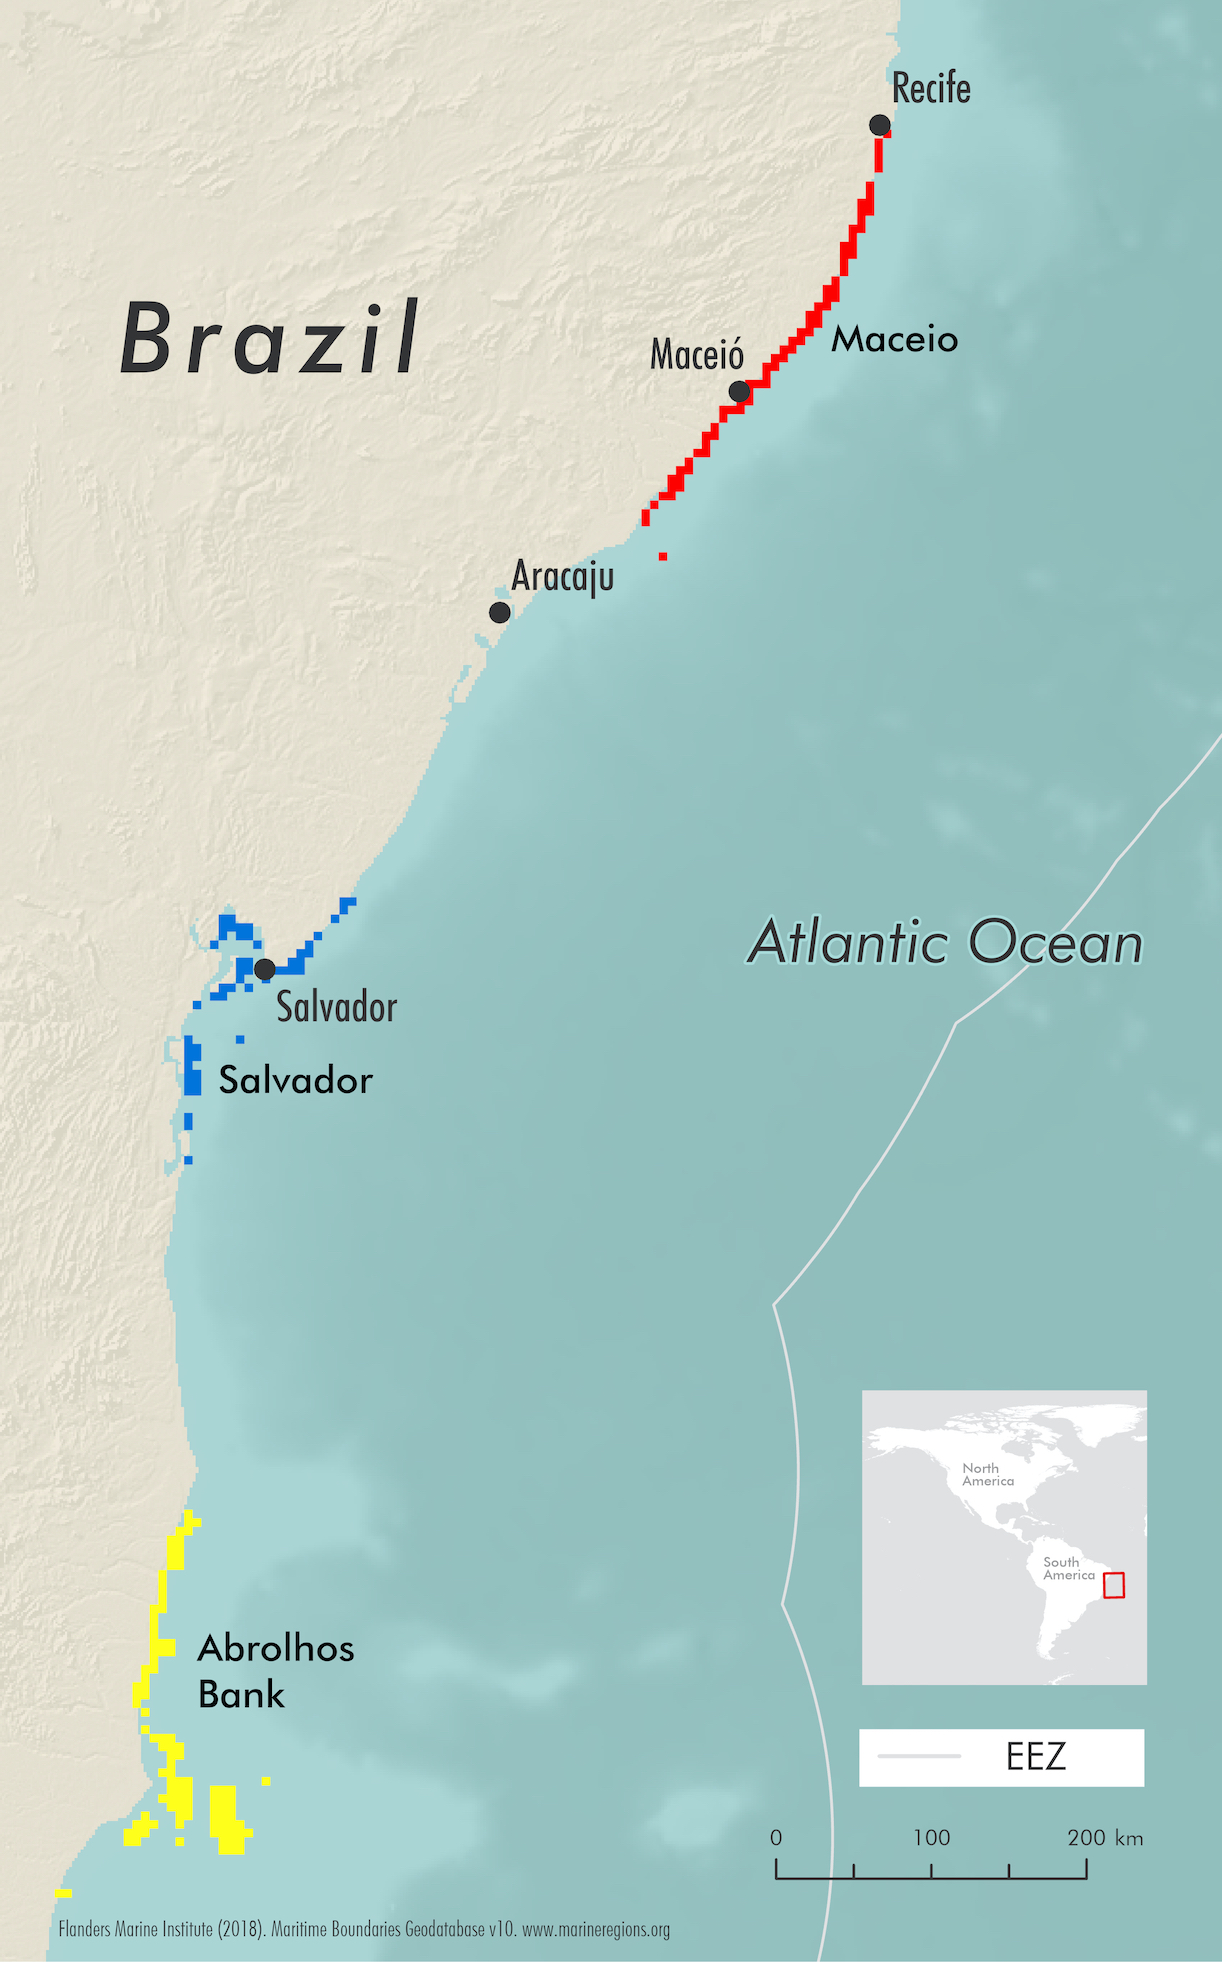 Recife
Brazil
Maceió
Maceio
Aracaju
Atlantic Ocean
Salvador
Salvador
North
America
South
America
Abrolhos
Bank
EEZ
0 100 200 km
Flanders Marine Institute (2018). Maritime Boundaries Geodatabase v10. www.marineregions.org